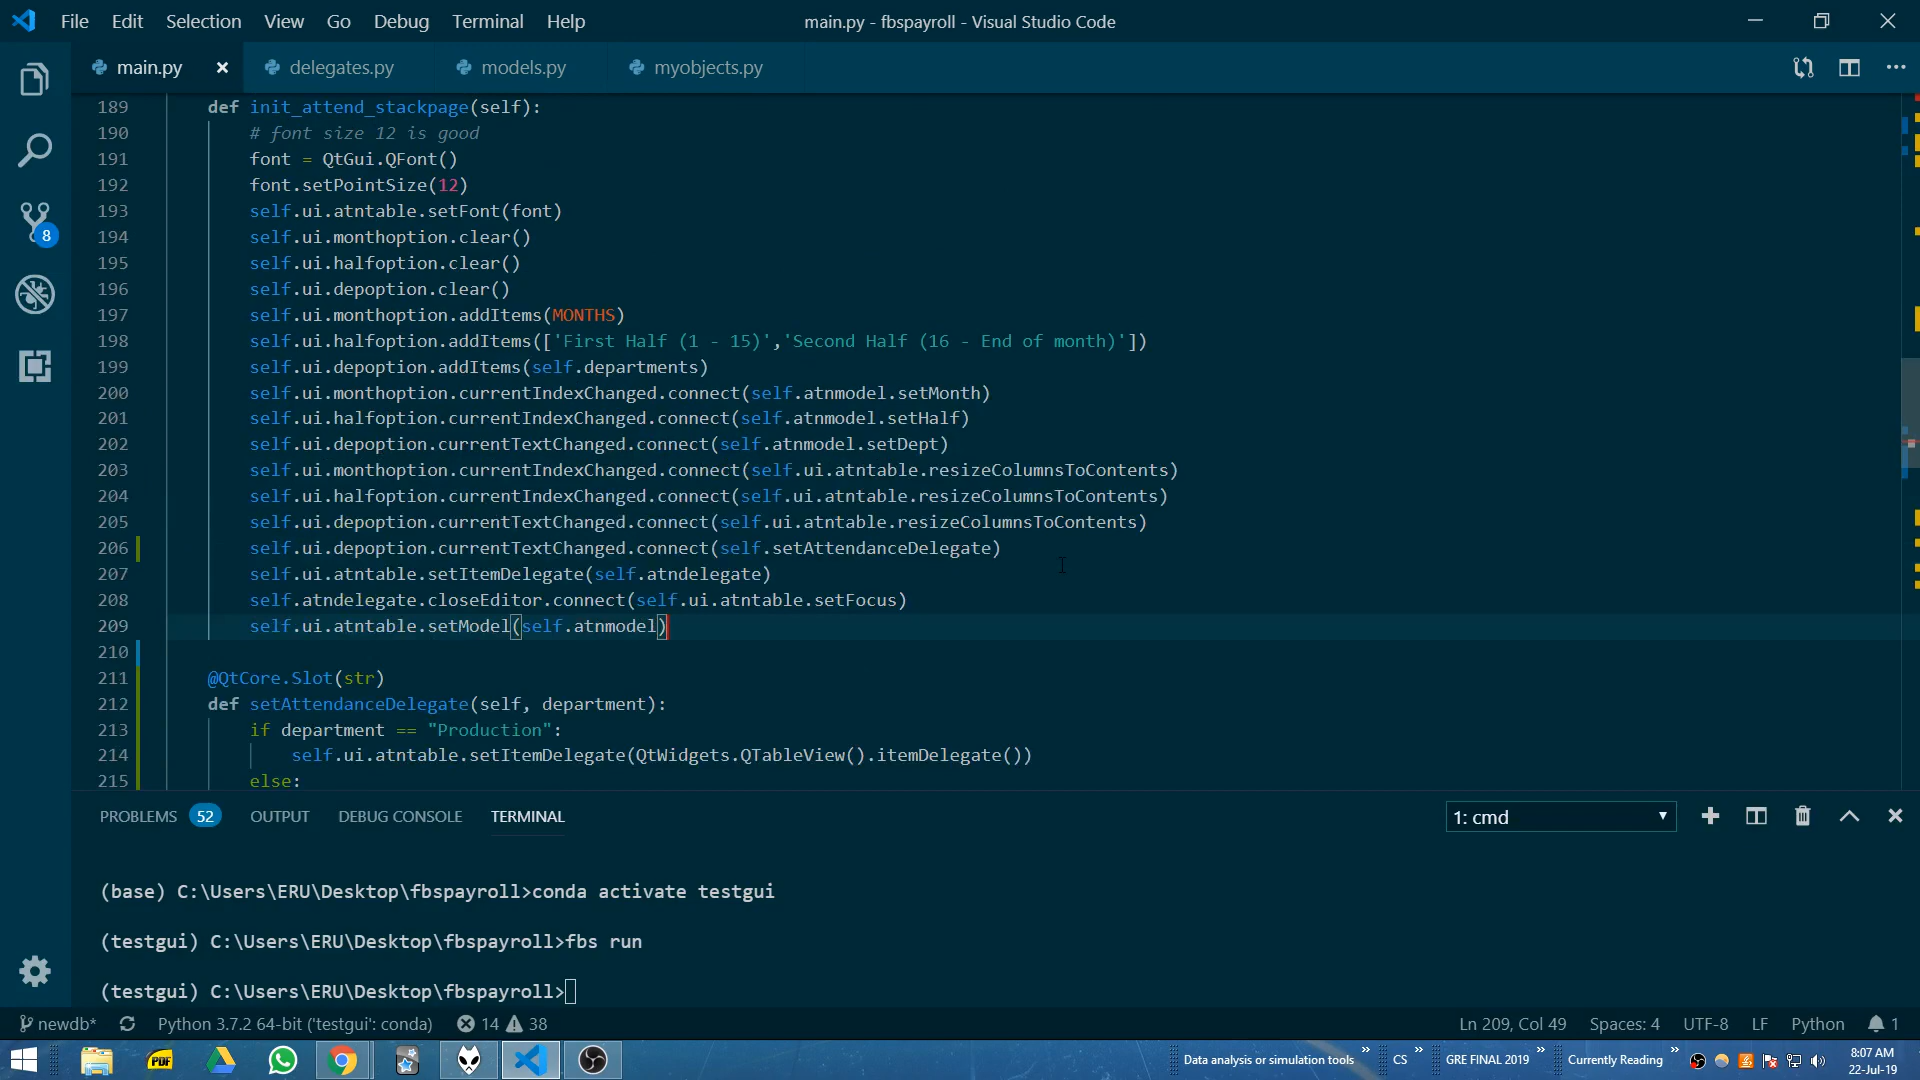 File Edit Selection View Go Debug Terminal Help main.py - fbspayroll - Visual Studio Code
main.py delegates.py models.py myobjects.py
189 def init_attend_stackpage(self):
190 # font size 12 is good
191 font = QtGui.QFont()
192 font.setPointSize(12)
193 self.ui.atntable.setFont(font)
194 self.ui.monthoption.clear()
195 self.ui.halfoption.clear()
196 self.ui.depoption.clear()
197 self.ui.monthoption.addItems(MONTHS)
198 self.ui.halfoption.addItems(['First Half (1 - 15)','Second Half (16 - End of month)'])
199 self.ui.depoption.addItems(self.departments)
200 self.ui.monthoption.currentIndexChanged.connect(self.atnmodel.setMonth)
201 self.ui.halfoption.currentIndexChanged.connect(self.atnmodel.setHalf)
202 self.ui.depoption.currentTextChanged.connect(self.atnmodel.setDept)
203 self.ui.monthoption.currentIndexChanged.connect(self.ui.atntable.resizeColumnsToContents)
204 self.ui.halfoption.currentIndexChanged.connect(self.ui.atntable.resizeColumnsToContents)
205 self.ui.depoption.currentTextChanged.connect(self.ui.atntable.resizeColumnsToContents)
206 self.ui.depoption.currentTextChanged.connect(self.setAttendanceDelegate)
207 self.ui.atntable.setItemDelegate(self.atndelegate)
208 self.atndelegate.closeEditor.connect(self.ui.atntable.setFocus)
209 self.ui.atntable.setModel(self.atnmodel)
210
211 @QtCore.Slot(str)
212 def setAttendanceDelegate(self, department):
213 if department == "Production":
214 self.ui.atntable.setItemDelegate(QtWidgets.QTableView().itemDelegate())
215 else:
8
PROBLEMS 52 OUTPUT DEBUG CONSOLE TERMINAL 1: cmd
(base) C:\Users\ERU\Desktop\fbspayroll>conda activate testgui
(testgui) C:\Users\ERU\Desktop\fbspayroll>fbs run
(testgui) C:\Users\ERU\Desktop\fbspayroll>
newdb* Python 3.7.2 64-bit ('testgui': conda) 14 38 Ln 209, Col 49 Spaces: 4 UTF-8 LF Python 1
PDF Data analysis or simulation tools » CS » GRE FINAL 2019 » Currently Reading » 8:07 AM
22-Jul-19